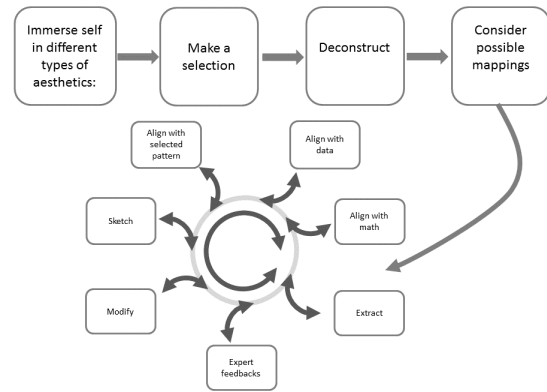 Immerse self
in different
types of
aesthetics:
Make a
selection
Deconstruct
Consider
possible
mappings
Align with
selected
pattern
Align with
data
Sketch
Align with
math
Modify
Extract
Expert
feedbacks